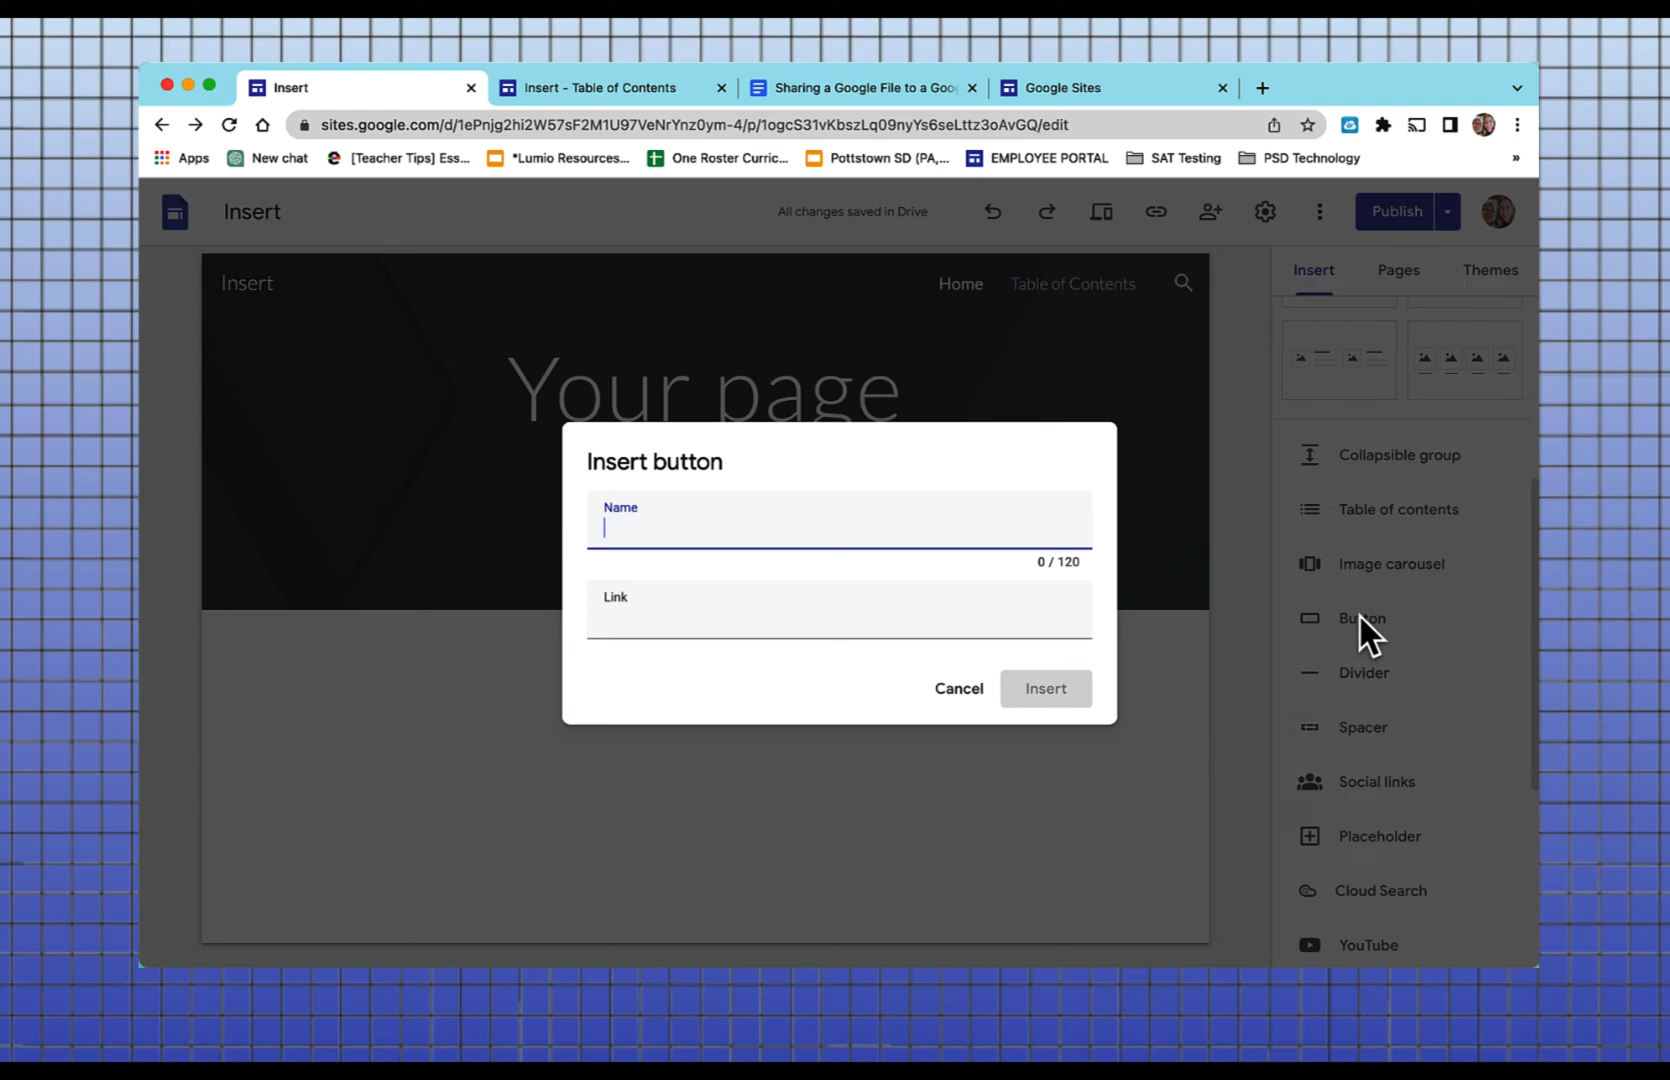 Insert
Insert - Table of Contents
Sharing a Google File to a Goog
Google Sites
sites.google.com/d/1ePnjg2hi2W57sF2M1U97VeNrYnz0ym-4/p/1ogcS31vKbszLq09nyYs6seLttz3oAvGQ/edit
Apps
New chat
[Teacher Tips] Ess...
*Lumio Resources...
One Roster Curric...
Pottstown SD (PA,...
EMPLOYEE PORTAL
SAT Testing
PSD Technology
»
Insert
All changes saved in Drive
Publish
Insert
Pages
Themes
Insert
Home
Table of Contents
Your page
Insert button
Name
0 / 120
Link
Cancel
Insert
Collapsible group
Table of contents
Image carousel
Button
Divider
Spacer
Social links
Placeholder
Cloud Search
YouTube